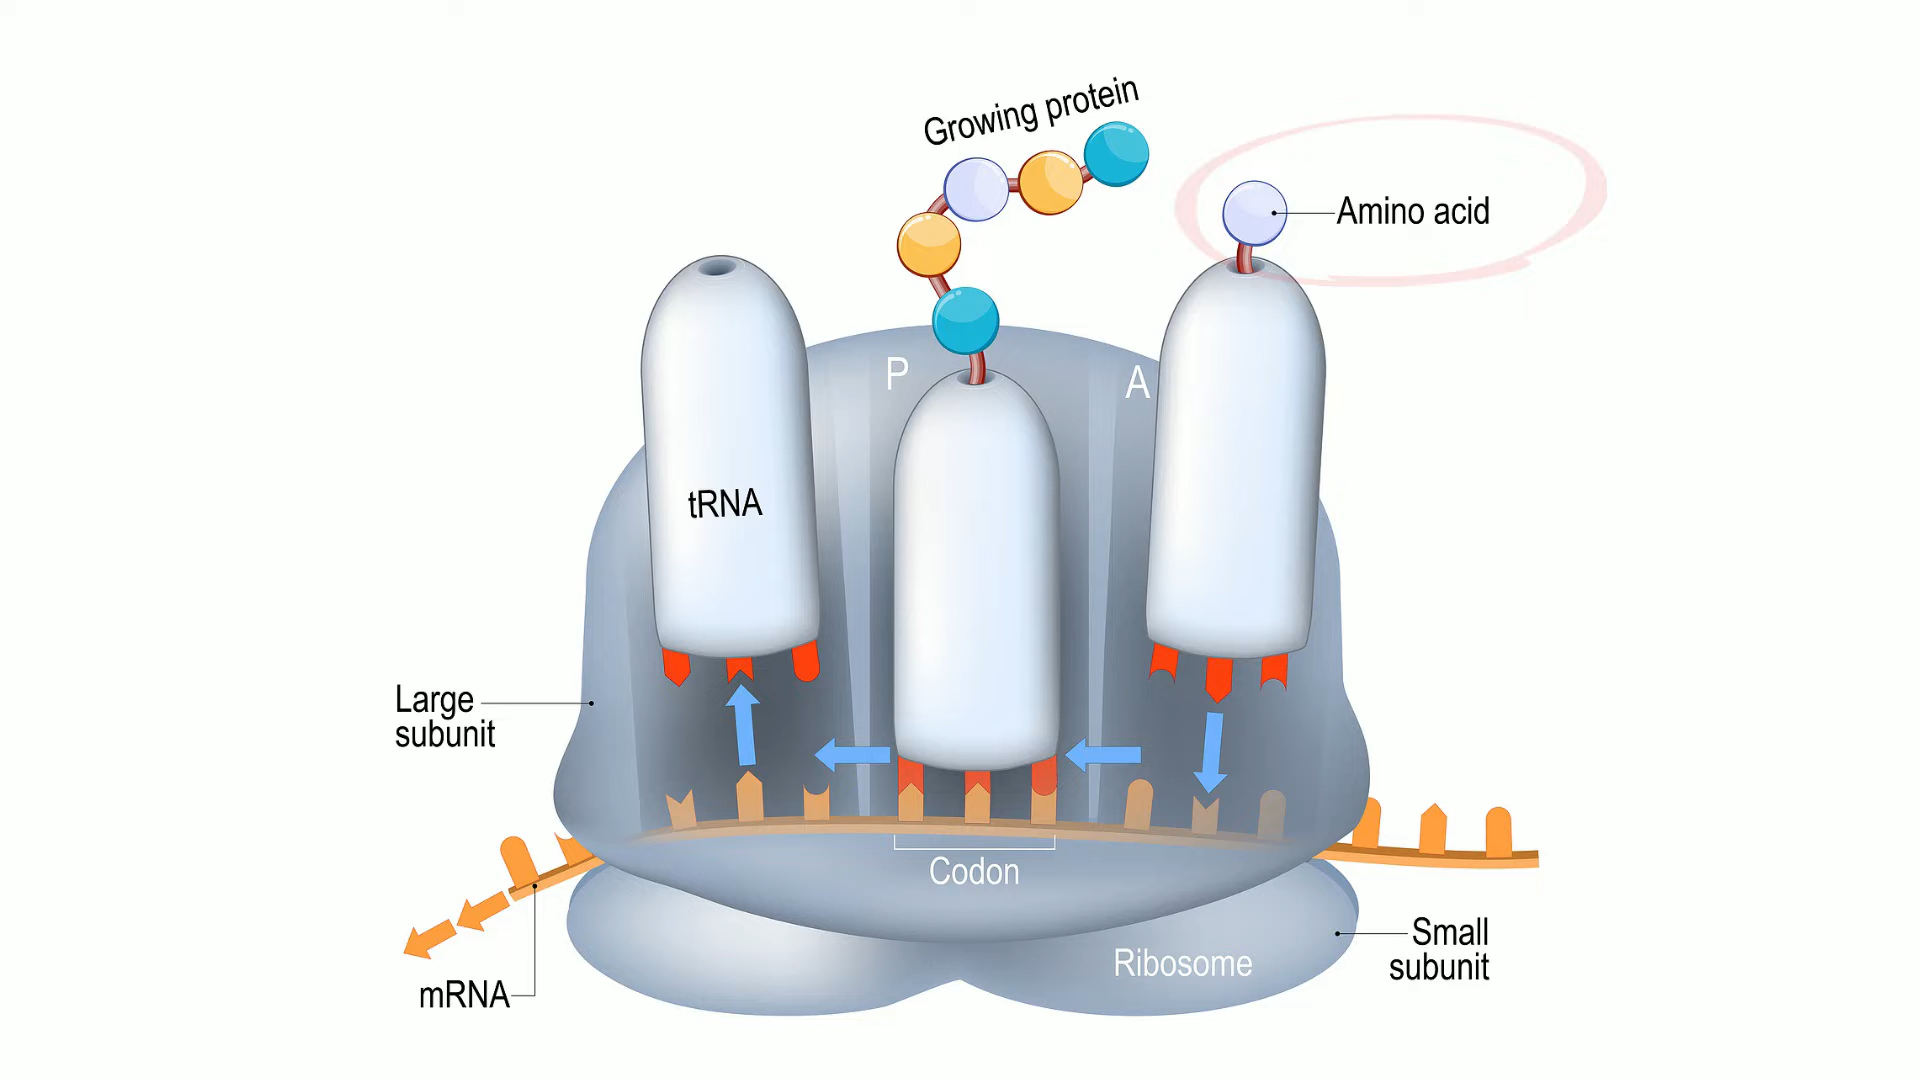 Growing protein
Amino acid
P
A
tRNA
Large
subunit
Codon
Small
subunit
Ribosome
mRNA